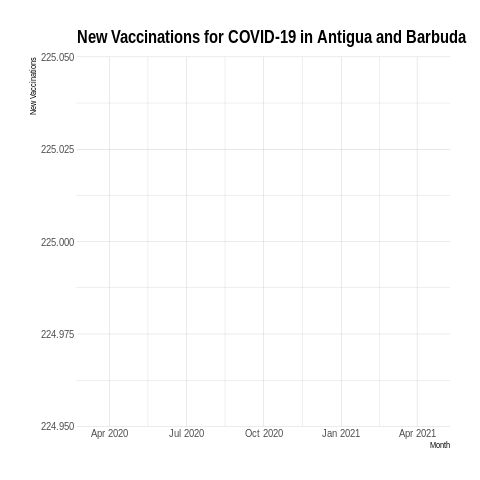 New Vaccinations for COVID-19 in Antigua and Barbuda
New Vaccinations
225.050
225.025
225.000
224.975
224.950
Apr 2020 Jul 2020 Oct 2020 Jan 2021 Apr 2021
Month